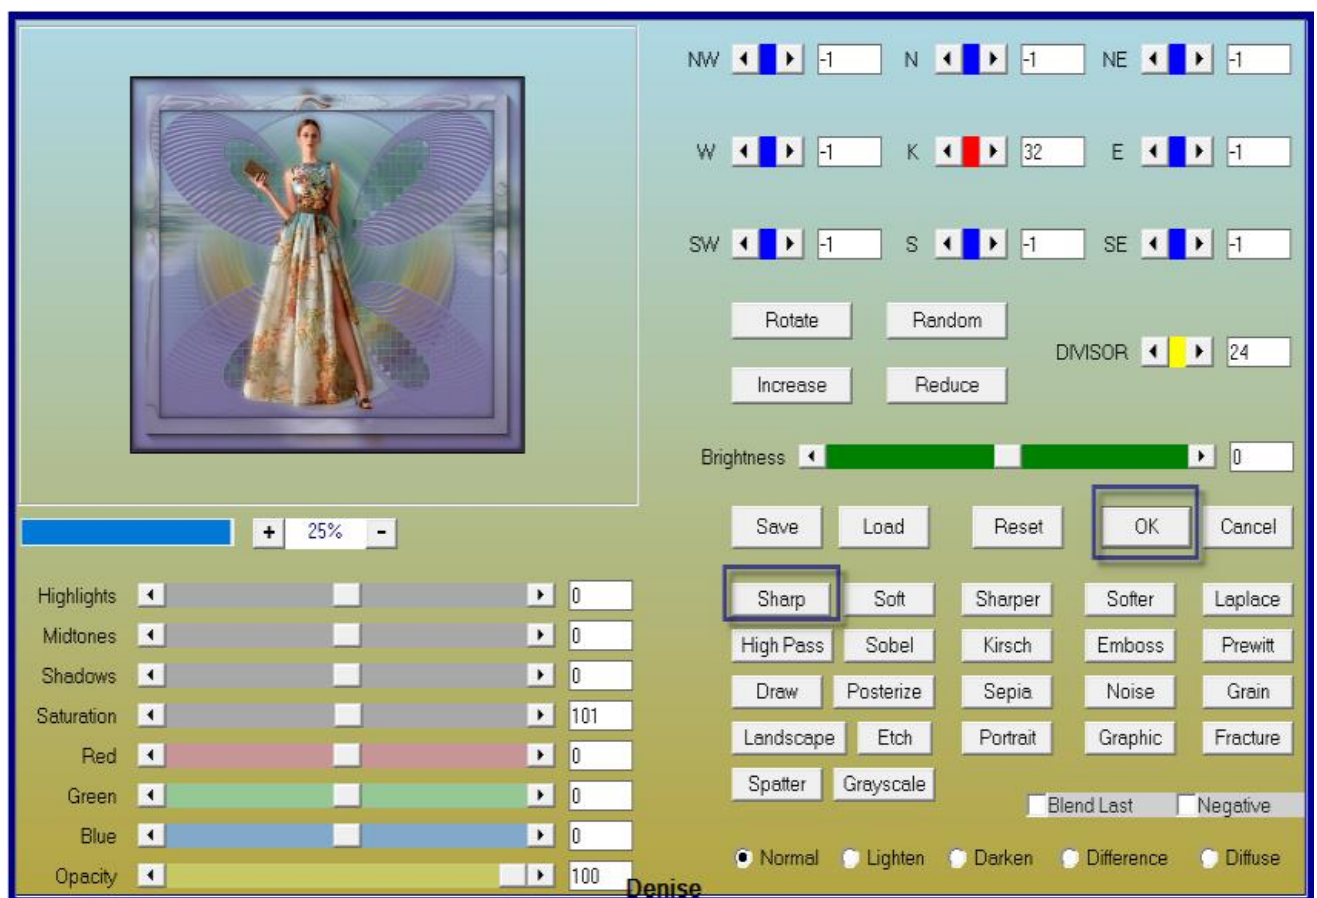 NW -1 N -1 NE -1
W -1 K 32 E -1
SW -1 S -1 SE -1
Rotate Random
DIVISOR 24
Increase Reduce
Brightness 0
Save Load Reset OK Cancel
+ 25% -
Sharp Soft Sharper Softer Laplace
High Pass Sobel Kirsch Emboss Prewitt
Draw Posterize Sepia Noise Grain
Landscape Etch Portrait Graphic Fracture
Spatter Grayscale
Blend Last Negative
Normal Lighten Darken Difference Diffuse
Highlights 0
Midtones 0
Shadows 0
Saturation 101
Red 0
Green 0
Blue 0
Opacity 100
Denise